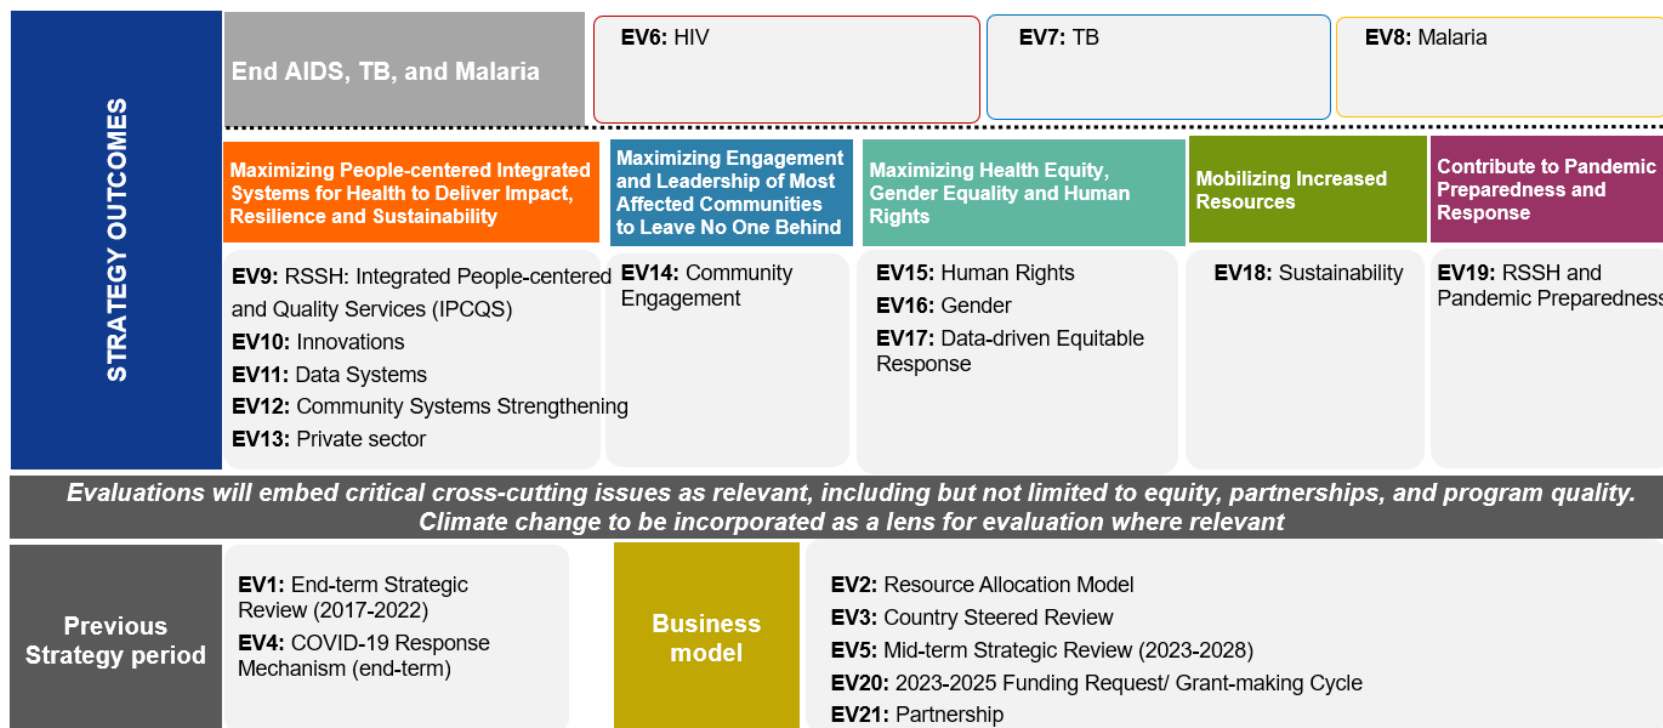 STRATEGY OUTCOMES
End AIDS, TB, and Malaria
EV6: HIV
EV7: TB
EV8: Malaria
Maximizing People-centered Integrated
Systems for Health to Deliver Impact,
Resilience and Sustainability
Maximizing Engagement
and Leadership of Most
Affected Communities
to Leave No One Behind
Maximizing Health Equity,
Gender Equality and Human
Rights
Mobilizing Increased
Resources
Contribute to Pandemic
Preparedness and
Response
EV9: RSSH: Integrated People-centered
and Quality Services (IPCQS)
EV10: Innovations
EV11: Data Systems
EV12: Community Systems Strengthening
EV13: Private sector
EV14: Community
Engagement
EV15: Human Rights
EV16: Gender
EV17: Data-driven Equitable
Response
EV18: Sustainability
EV19: RSSH and
Pandemic Preparedness
Evaluations will embed critical cross-cutting issues as relevant, including but not limited to equity, partnerships, and program quality.
Climate change to be incorporated as a lens for evaluation where relevant
Previous
Strategy period
EV1: End-term Strategic
Review (2017-2022)
EV4: COVID-19 Response
Mechanism (end-term)
Business
model
EV2: Resource Allocation Model
EV3: Country Steered Review
EV5: Mid-term Strategic Review (2023-2028)
EV20: 2023-2025 Funding Request/ Grant-making Cycle
EV21: Partnership